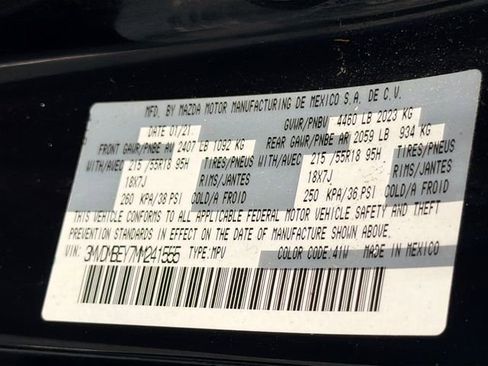 MFD. BY MAZDA MOTOR MANUFACTURING DE MEXICO S.A. DE C.V.
DATE 01/21 GVWR/PNBV 4460 LB 2023 KG
FRONT GAWR/PNBE AV 2407 LB 1092 KG REAR GAWR/PNBE AR 2059 LB 934 KG
WITH/AVEC 215 /55R18 95H TIRES/PNEUS WITH/AVEC 215 /55R18 95H TIRES/PNEUS
18X7J RIMS/JANTES 18X7J RIMS/JANTES
260 KPA/38 PSI COLD/A FROID 250 KPA/36 PSI COLD/A FROID
THIS VEHICLE CONFORMS TO ALL APPLICABLE FEDERAL MOTOR VEHICLE SAFETY AND THEFT
PREVENTION STANDARDS IN EFFECT ON THE DATE OF MANUFACTURE SHOWN ABOVE.
VIN: 3MVDMBEY7MM241555 TYPE: MPV COLOR CODE: 41W MADE IN MEXICO